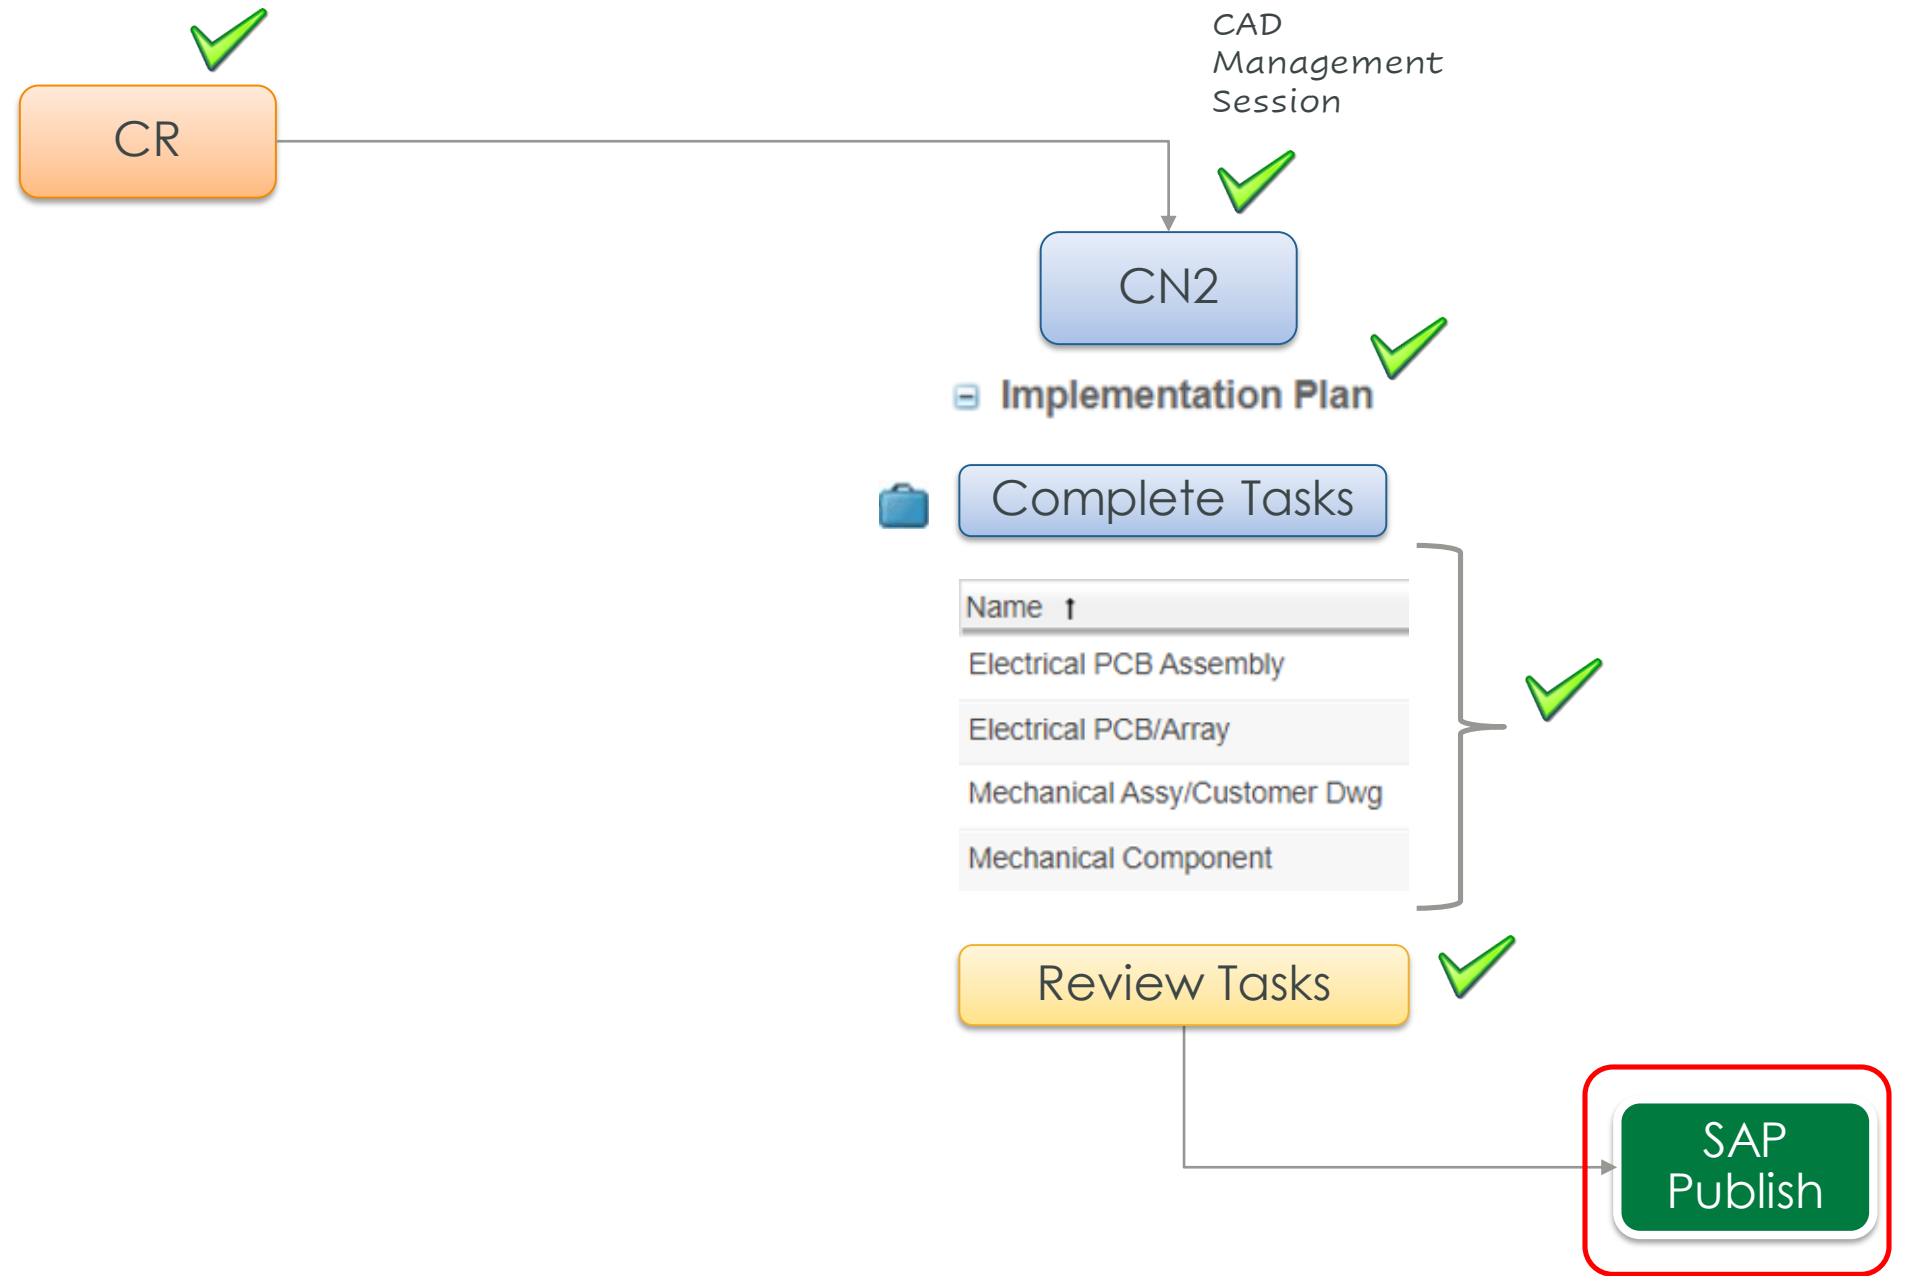 CAD
Management
Session
CR
CN2
Implementation Plan
Complete Tasks
Name ↑
Electrical PCB Assembly
Electrical PCB/Array
Mechanical Assy/Customer Dwg
Mechanical Component
Review Tasks
SAP
Publish